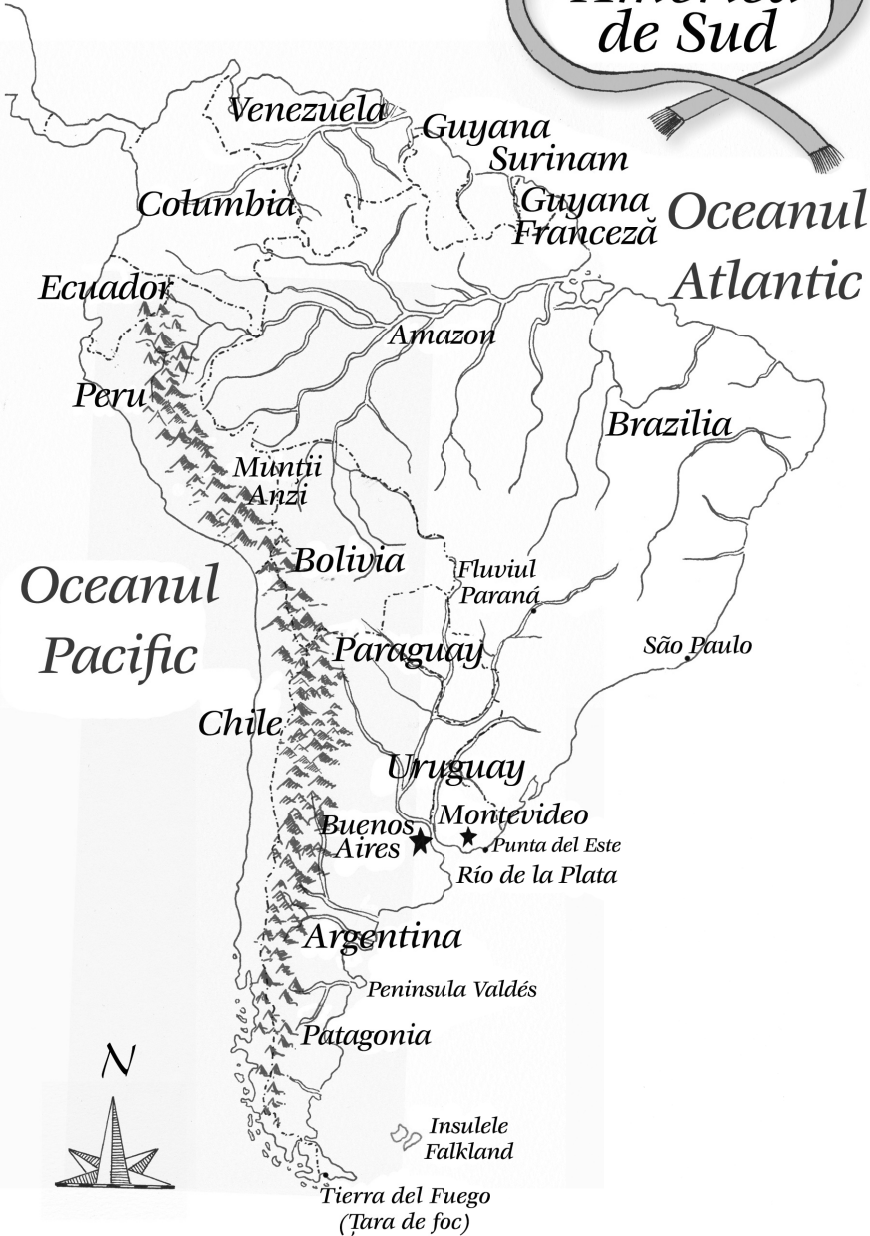 de Sud
Venezuela
Guyana
Surinam
Columbia
Guyana
Franceză
Oceanul
Atlantic
Ecuador
Amazon
Peru
Brazilia
Muntii
Anzi
Bolivia
Fluviul
Paraná
Oceanul
Pacific
Paraguay
São Paulo
Chile
Uruguay
Montevideo
Buenos
Aires
Punta del Este
Río de la Plata
Argentina
Peninsula Valdés
Patagonia
N
Insulele
Falkland
Tierra del Fuego
(Țara de foc)